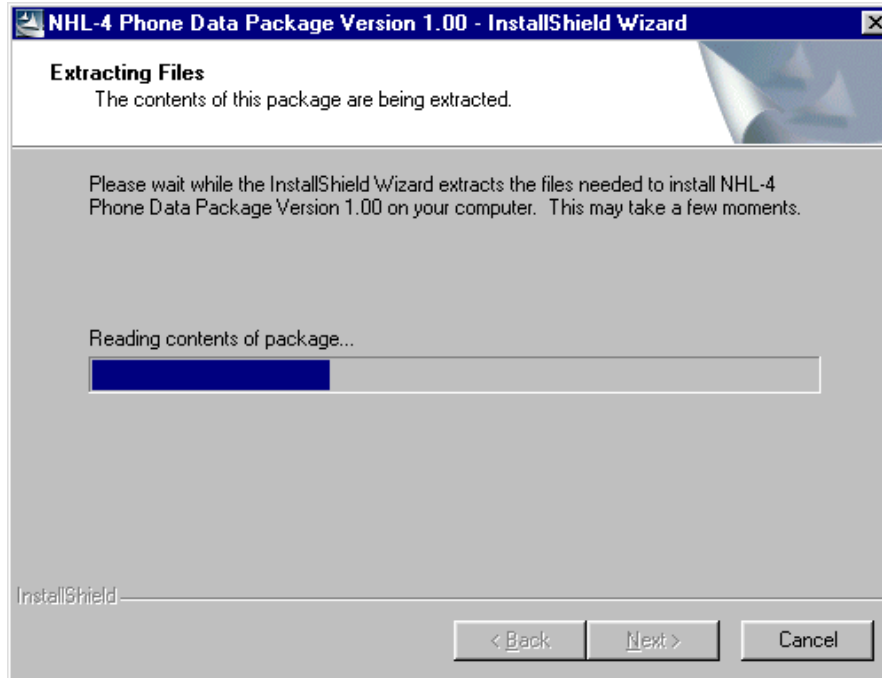 NHL-4 Phone Data Package Version 1.00 - InstallShield Wizard
Extracting Files
The contents of this package are being extracted.
Please wait while the InstallShield Wizard extracts the files needed to install NHL-4
Phone Data Package Version 1.00 on your computer.  This may take a few moments.
Reading contents of package...
InstallShield
< Back
Next >
Cancel